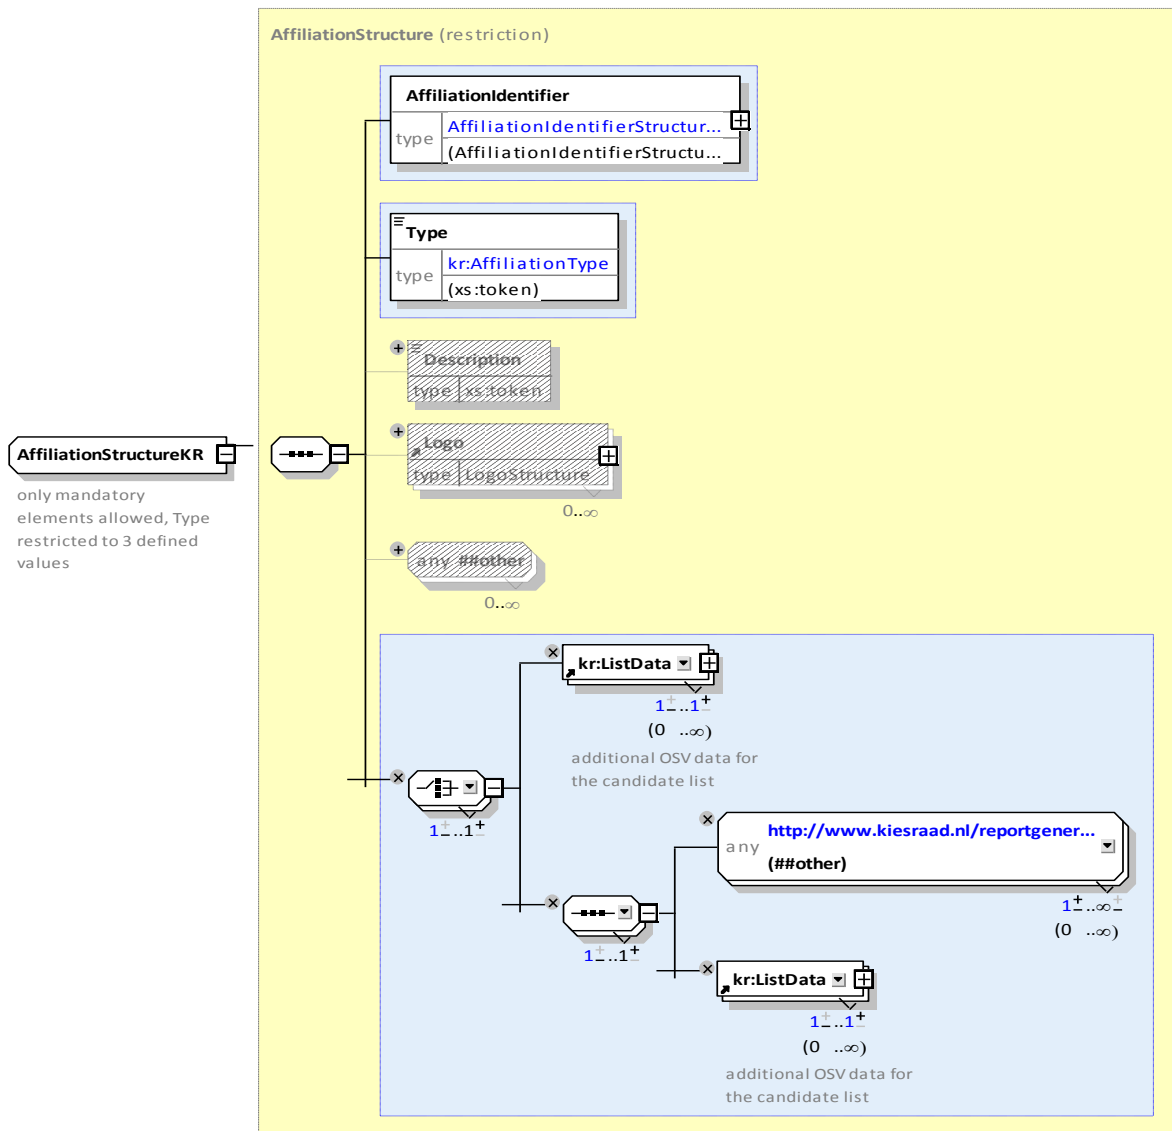 AffiliationStructure (restriction)
AffiliationIdentifier
type
AffiliationIdentifierStructur...
(AffiliationIdentifierStructu...
Type
type
kr:AffiliationType
(xs:token)
Description
type xs:token
Logo
type LogoStructure
0..∞
any ##other
0..∞
AffiliationStructureKR
only mandatory
elements allowed, Type
restricted to 3 defined
values
kr:ListData
1±..1±
(0 ..∞)
additional OSV data for
the candidate list
1±..1±
any
http://www.kiesraad.nl/reportgener...
(##other)
1±..∞±
(0 ..∞)
1±..1±
kr:ListData
1±..1±
(0 ..∞)
additional OSV data for
the candidate list